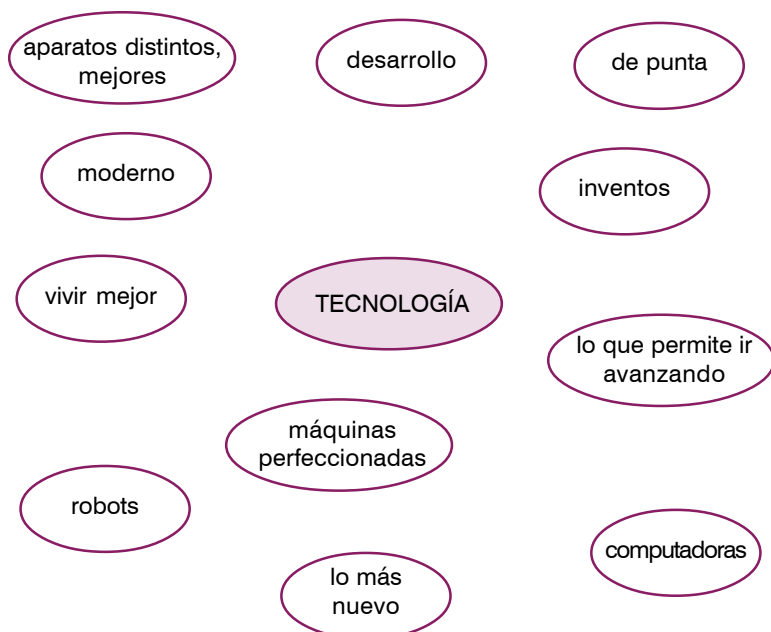 aparatos distintos,
mejores
desarrollo
de punta
moderno
inventos
vivir mejor
TECNOLOGÍA
lo que permite ir
avanzando
máquinas
perfeccionadas
robots
computadoras
lo más
nuevo